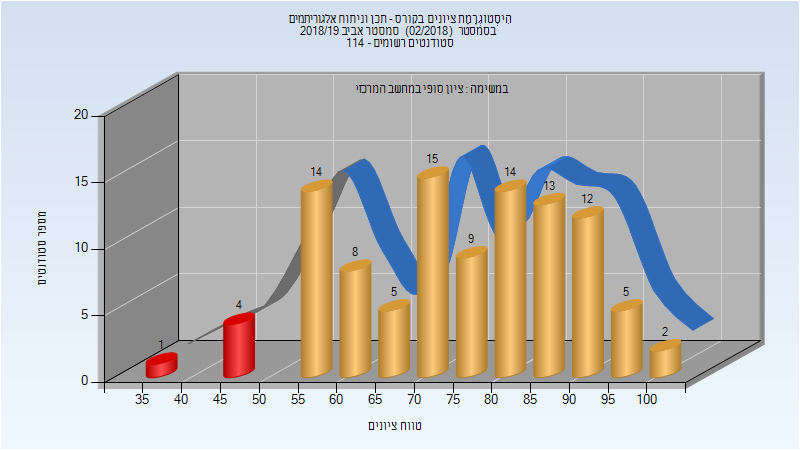 היסטוגרמת ציונים בקורס - תכן וניתוח אלגוריתמים
בסמסטר (02/2018) סמסטר אביב 2018/19
סטודנטים רשומים - 114
במשימה : ציון סופי במחשב המרכזי
מספר סטודנטים
20
15
10
5
0
1
4
14
8
5
15
9
14
13
12
5
2
35 40 45 50 55 60 65 70 75 80 85 90 95 100
טווח ציונים